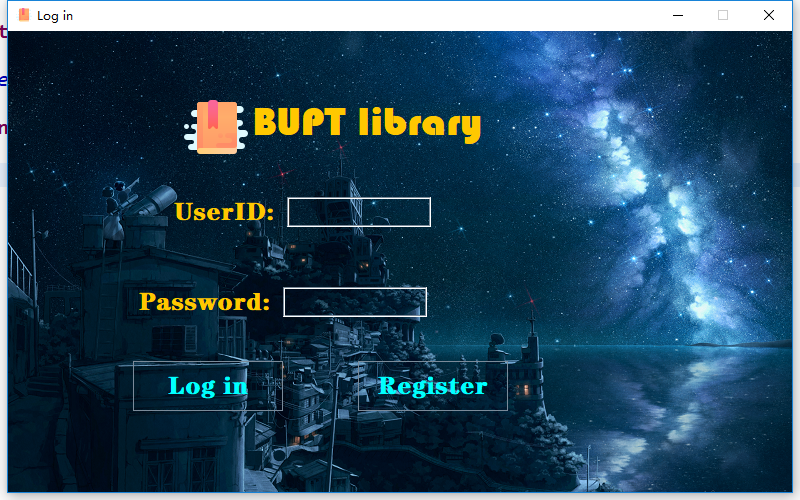 Log in
BUPT library
UserID:
Password:
Log in
Register